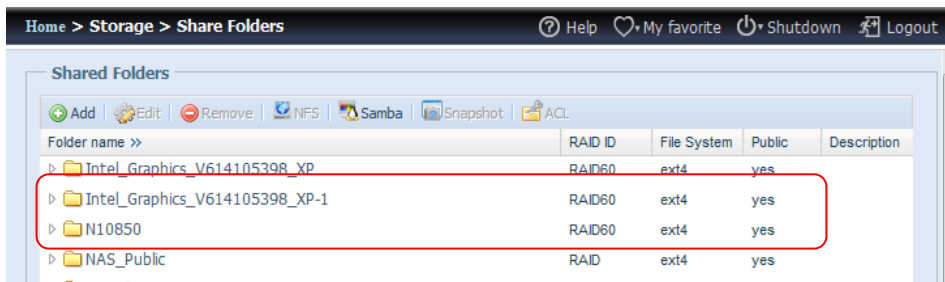 Home > Storage > Share Folders Help My favorite Shutdown Logout
Shared Folders
Add Edit Remove NFS Samba Snapshot ACL
Folder name >> RAID ID File System Public Description
Intel_Graphics_V614105398_XP RAID60 ext4 yes
Intel_Graphics_V614105398_XP-1 RAID60 ext4 yes
N10850 RAID60 ext4 yes
NAS_Public RAID ext4 yes